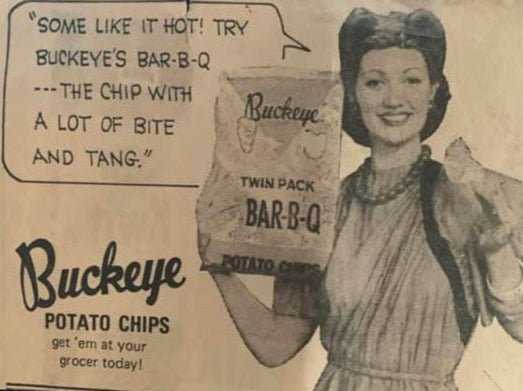 "SOME LIKE IT HOT! TRY
BUCKEYE'S BAR-B-Q
---THE CHIP WITH
A LOT OF BITE
AND TANG."
Buckeye
TWIN PACK
BAR-B-Q
POTATO CHIPS
Buckeye
POTATO CHIPS
get 'em at your
grocer today!